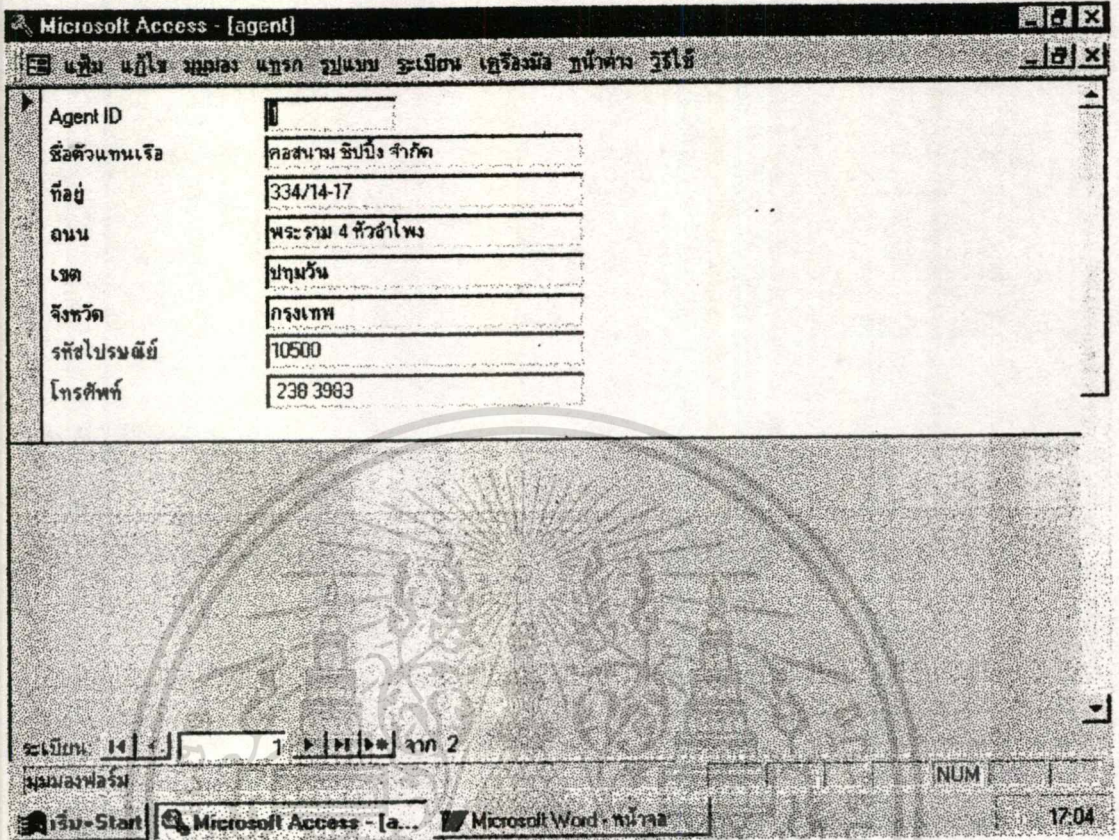 Microsoft Access - [agent]
แฟ้ม แก้ไข มุมมอง แทรก รูปแบบ ระเบียน เครื่องมือ หน้าต่าง วิธีใช้
Agent ID 1
ชื่อตัวแทนเรือ คอสนาม ชิปปิ้ง จำกัด
ที่อยู่ 334/14-17
ถนน พระราม 4 หัวลำโพง
เขต ปทุมวัน
จังหวัด กรุงเทพ
รหัสไปรษณีย์ 10500
โทรศัพท์ 238 3983
ระเบียน: 1 จาก 2
มุมมองฟอร์ม NUM
เริ่ม-Start Microsoft Access - [a... Microsoft Word - หน้าจอ 17:04